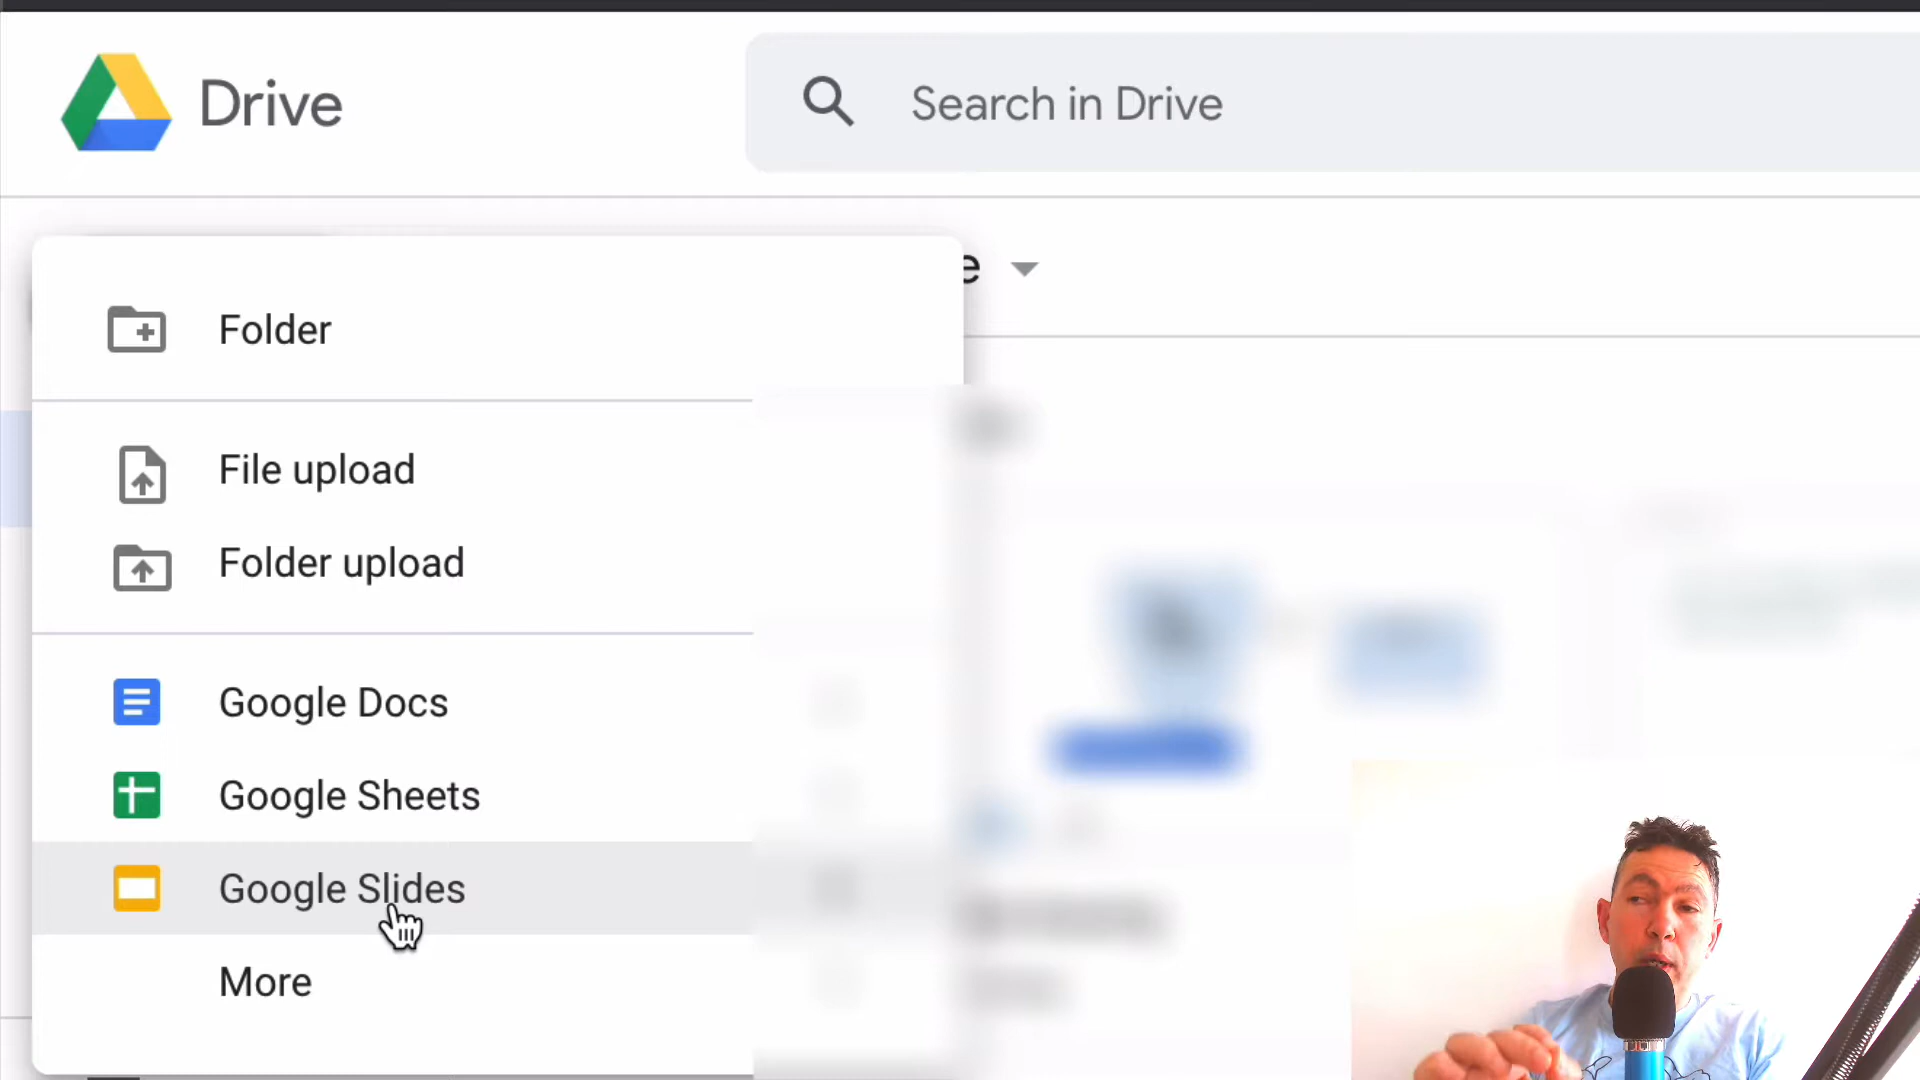 Drive
Search in Drive
e
Folder
File upload
Folder upload
Google Docs
Google Sheets
Google Slides
More